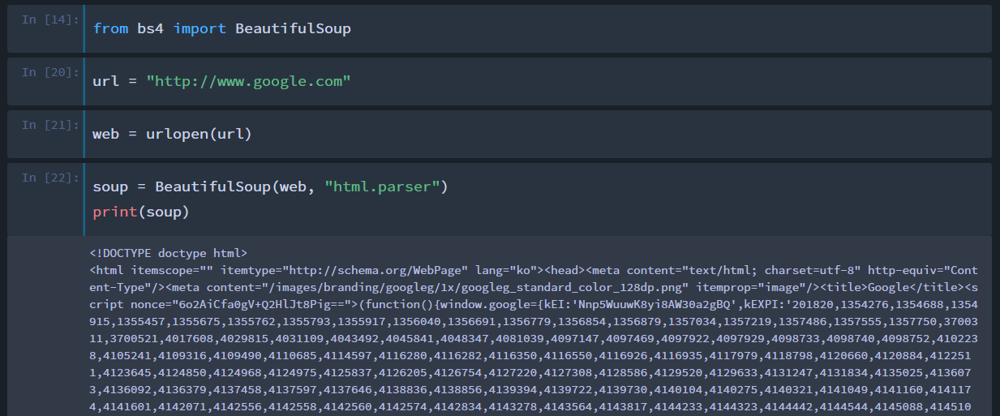 In [14]:
from bs4 import BeautifulSoup
In [20]:
url = "http://www.google.com"
In [21]:
web = urlopen(url)
In [22]:
soup = BeautifulSoup(web, "html.parser")
print(soup)
<!DOCTYPE doctype html>
<html itemscope="" itemtype="http://schema.org/WebPage" lang="ko"><head><meta content="text/html; charset=utf-8" http-equiv="Cont
ent-Type"/><meta content="/images/branding/googleg/1x/googleg_standard_color_128dp.png" itemprop="image"/><title>Google</title><s
cript nonce="6o2AiCfa0gV+Q2HlJt8Pig==">(function(){window.google={kEI:'Nnp5WuuwK8yi8AW30a2gBQ',kEXPI:'201820,1354276,1354688,1354
915,1355457,1355675,1355762,1355793,1355917,1356040,1356691,1356779,1356854,1356879,1357034,1357219,1357486,1357555,1357750,37003
11,3700521,4017608,4029815,4031109,4043492,4045841,4048347,4081039,4097147,4097469,4097922,4097929,4098733,4098740,4098752,410223
8,4105241,4109316,4109490,4110685,4114597,4116280,4116282,4116350,4116550,4116926,4116935,4117979,4118798,4120660,4120884,412251
1,4123645,4124850,4124968,4124975,4125837,4126205,4126754,4127220,4127308,4128586,4129520,4129633,4131247,4131834,4135025,413607
3,4136092,4136379,4137458,4137597,4137646,4138836,4138856,4139394,4139722,4139730,4140104,4140275,4140321,4141049,4141160,414117
4,4141601,4142071,4142556,4142558,4142560,4142574,4142834,4143278,4143564,4143817,4144233,4144323,4144442,4144544,4145088,414510